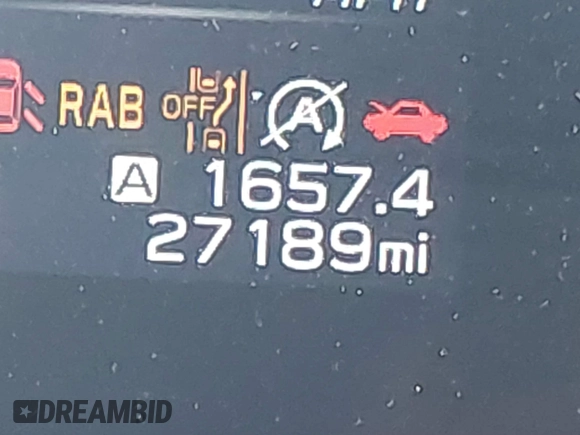 RAB OFF A
A 1657.4
27189mi
DREAMBID